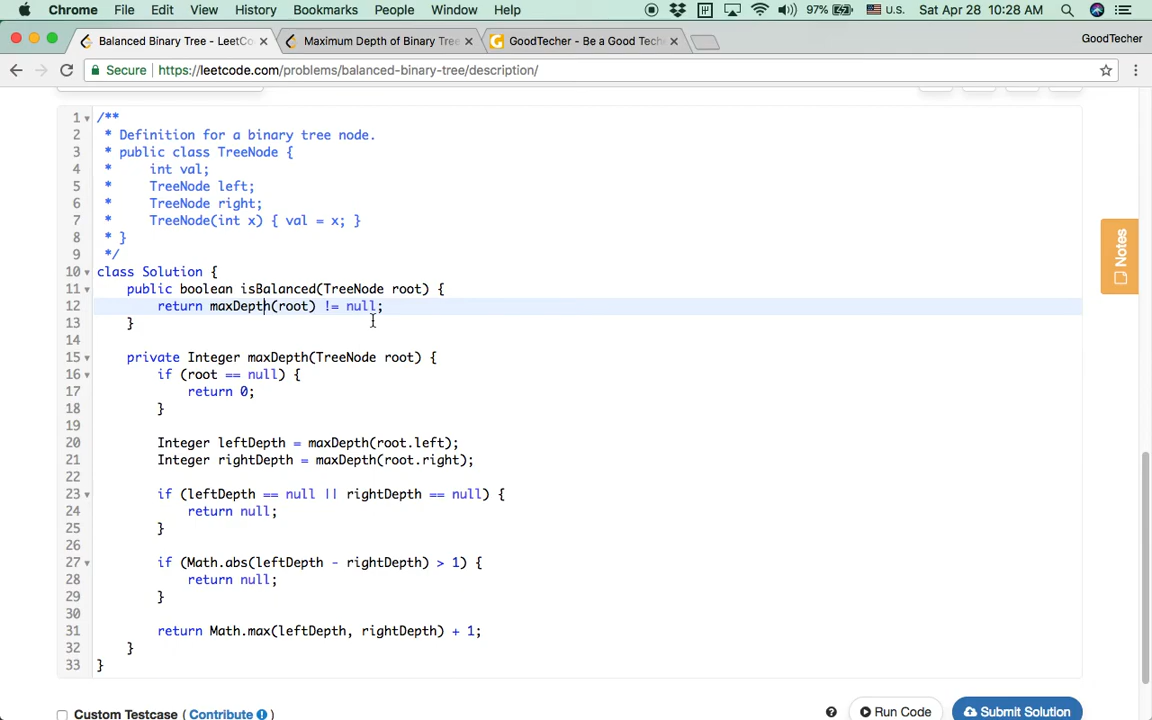 Chrome File Edit View History Bookmarks People Window Help 97% U.S. Sat Apr 28 10:28 AM
Balanced Binary Tree - LeetCo Maximum Depth of Binary Tree GoodTecher - Be a Good Tech GoodTecher
Secure https://leetcode.com/problems/balanced-binary-tree/description/
1 /**
2 * Definition for a binary tree node.
3 * public class TreeNode {
4 * int val;
5 * TreeNode left;
6 * TreeNode right;
7 * TreeNode(int x) { val = x; }
8 * }
9 */
10 class Solution {
11 public boolean isBalanced(TreeNode root) {
12 return maxDepth(root) != null;
13 }
14
15 private Integer maxDepth(TreeNode root) {
16 if (root == null) {
17 return 0;
18 }
19
20 Integer leftDepth = maxDepth(root.left);
21 Integer rightDepth = maxDepth(root.right);
22
23 if (leftDepth == null || rightDepth == null) {
24 return null;
25 }
26
27 if (Math.abs(leftDepth - rightDepth) > 1) {
28 return null;
29 }
30
31 return Math.max(leftDepth, rightDepth) + 1;
32 }
33 }
Notes
Custom Testcase ( Contribute ) Run Code Submit Solution